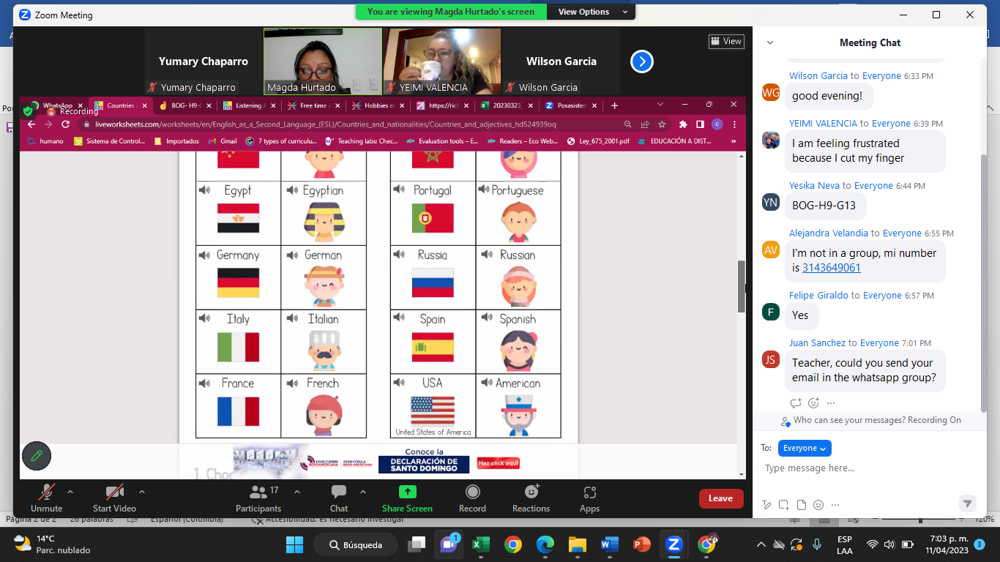 Zoom Meeting
You are viewing Magda Hurtado's screen
View Options
View
Yumary Chaparro
Yumary Chaparro
Magda Hurtado
YEIMI VALENCIA
Wilson Garcia
Wilson Garcia
Recording
WhatsApp
Countries
BOG- H9-
Listening
Free time
Hobbies e
https://rich
20230323_
Posasisten
liveworksheets.com/worksheets/en/English_as_a_Second_Language_(ESL)/Countries_and_nationalities/Countries_and_adjectives_hd524939oq
humano
Sistema de Control...
Importados
Gmail
7 types of curriculu...
Teaching labs: Chec...
Evaluation tools – E...
Readers – Eco Web...
Ley_675_2001.pdf
EDUCACIÓN A DIST...
»
Egypt
Egyptian
Portugal
Portuguese
Germany
German
Russia
Russian
Italy
Italian
Spain
Spanish
France
French
USA
American
United States of America
XXVIII CUMBRE
IBEROAMERICANA
XXVIII CÚPULA
IBERO-AMERICANA
Conoce la
DECLARACIÓN DE
SANTO DOMINGO
Haz click aquí
Unmute
Start Video
17
Participants
Chat
Share Screen
Record
Reactions
Apps
Leave
Meeting Chat
Wilson Garcia to Everyone 6:33 PM
WG
good evening!
YEIMI VALENCIA to Everyone 6:39 PM
I am feeling frustrated
because I cut my finger
Yesika Neva to Everyone 6:44 PM
YN
BOG-H9-G13
Alejandra Velandia to Everyone 6:55 PM
AV
I'm not in a group, mi number
is 3143649061
Felipe Giraldo to Everyone 6:57 PM
F
Yes
Juan Sanchez to Everyone 7:01 PM
JS
Teacher, could you send your
email in the whatsapp group?
Who can see your messages? Recording On
To:
Everyone
Type message here...
Página 2 de 2
26 palabras
Español (Colombia)
Accesibilidad: es necesario investigar
120%
14°C
Parc. nublado
Búsqueda
1
ESP
LAA
7:03 p. m.
11/04/2023
3